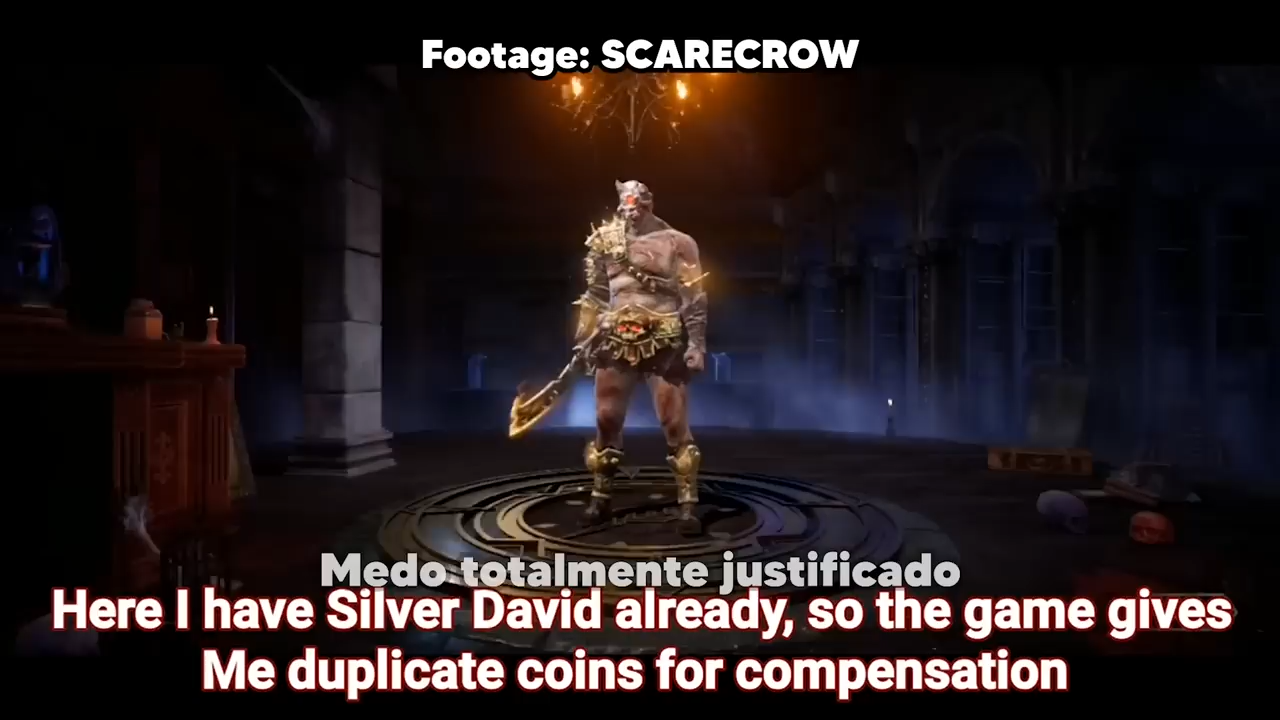 Footage: SCARECROW
Medo totalmente justificado
Here I have Silver David already, so the game gives
Me duplicate coins for compensation